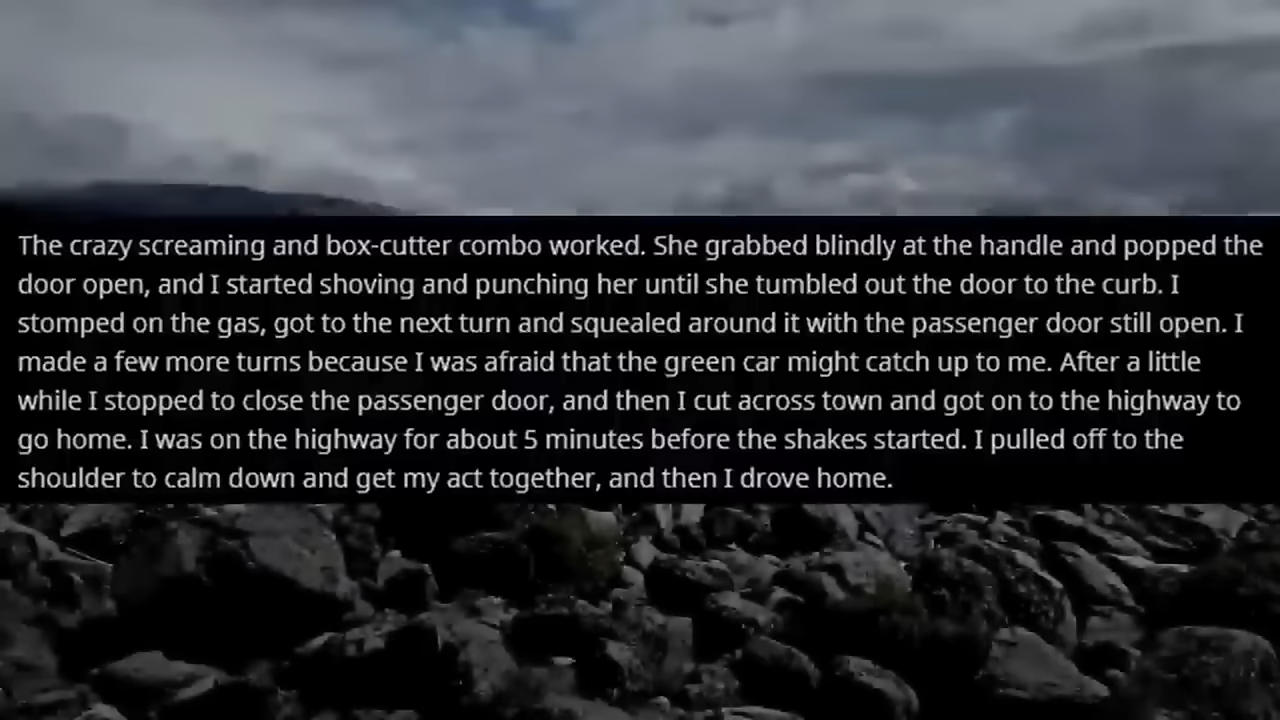 The crazy screaming and box-cutter combo worked. She grabbed blindly at the handle and popped the
door open, and I started shoving and punching her until she tumbled out the door to the curb. I
stomped on the gas, got to the next turn and squealed around it with the passenger door still open. I
made a few more turns because I was afraid that the green car might catch up to me. After a little
while I stopped to close the passenger door, and then I cut across town and got on to the highway to
go home. I was on the highway for about 5 minutes before the shakes started. I pulled off to the
shoulder to calm down and get my act together, and then I drove home.